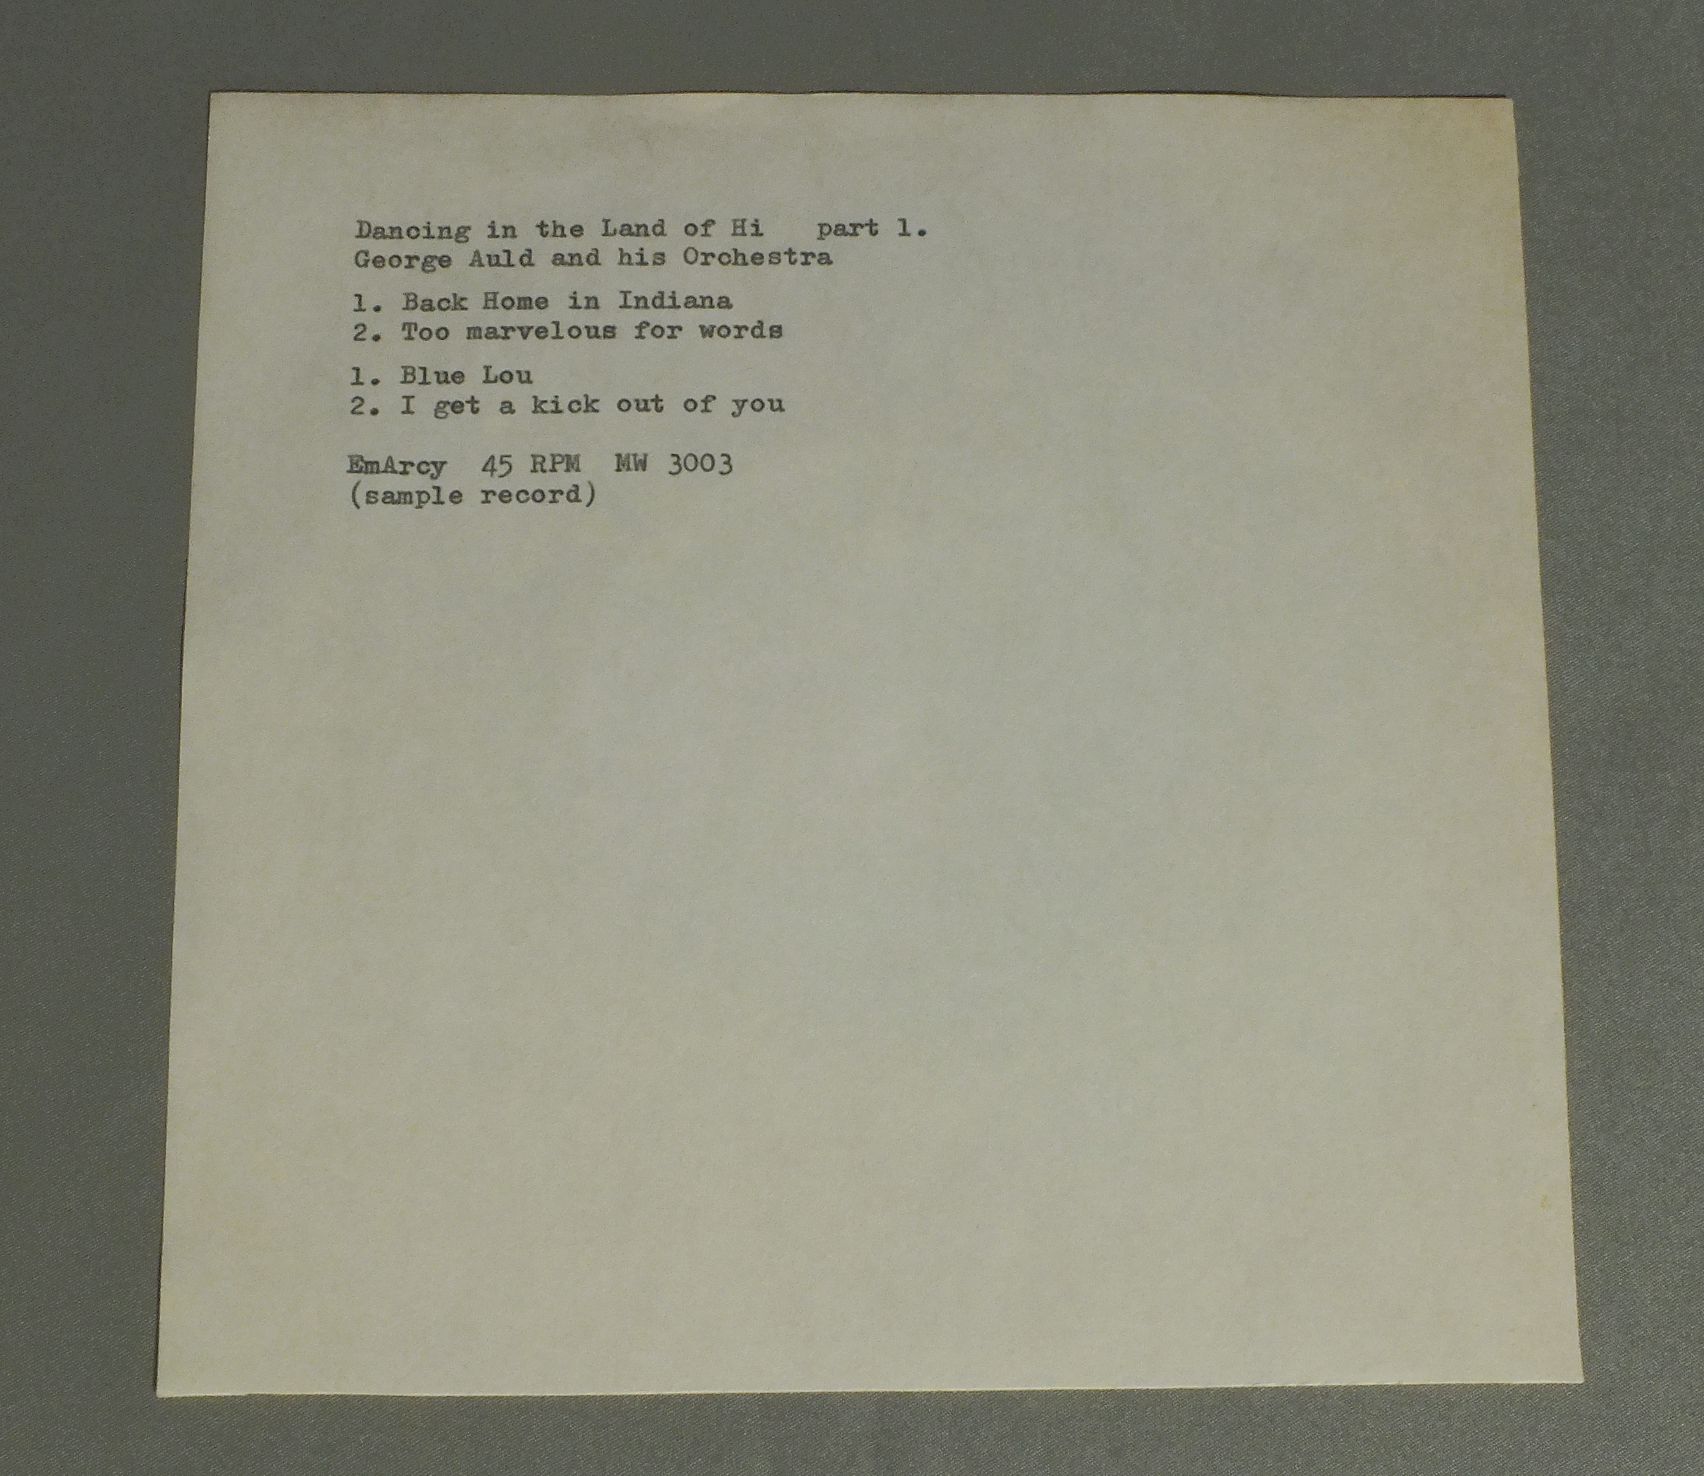 Dancing in the Land of Hi   part 1.
George Auld and his Orchestra
1. Back Home in Indiana
2. Too marvelous for words
1. Blue Lou
2. I get a kick out of you
EmArcy  45 RPM  MW 3003
(sample record)